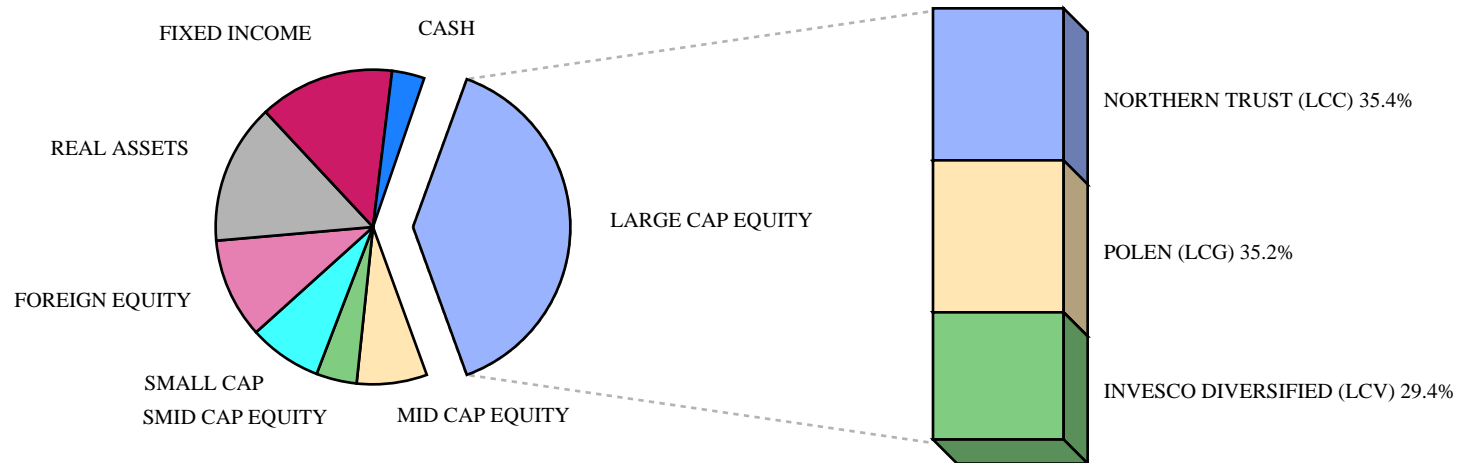 CASH
FIXED INCOME
REAL ASSETS
FOREIGN EQUITY
SMALL CAP
SMID CAP EQUITY
MID CAP EQUITY
LARGE CAP EQUITY
NORTHERN TRUST (LCC) 35.4%
POLEN (LCG) 35.2%
INVESCO DIVERSIFIED (LCV) 29.4%